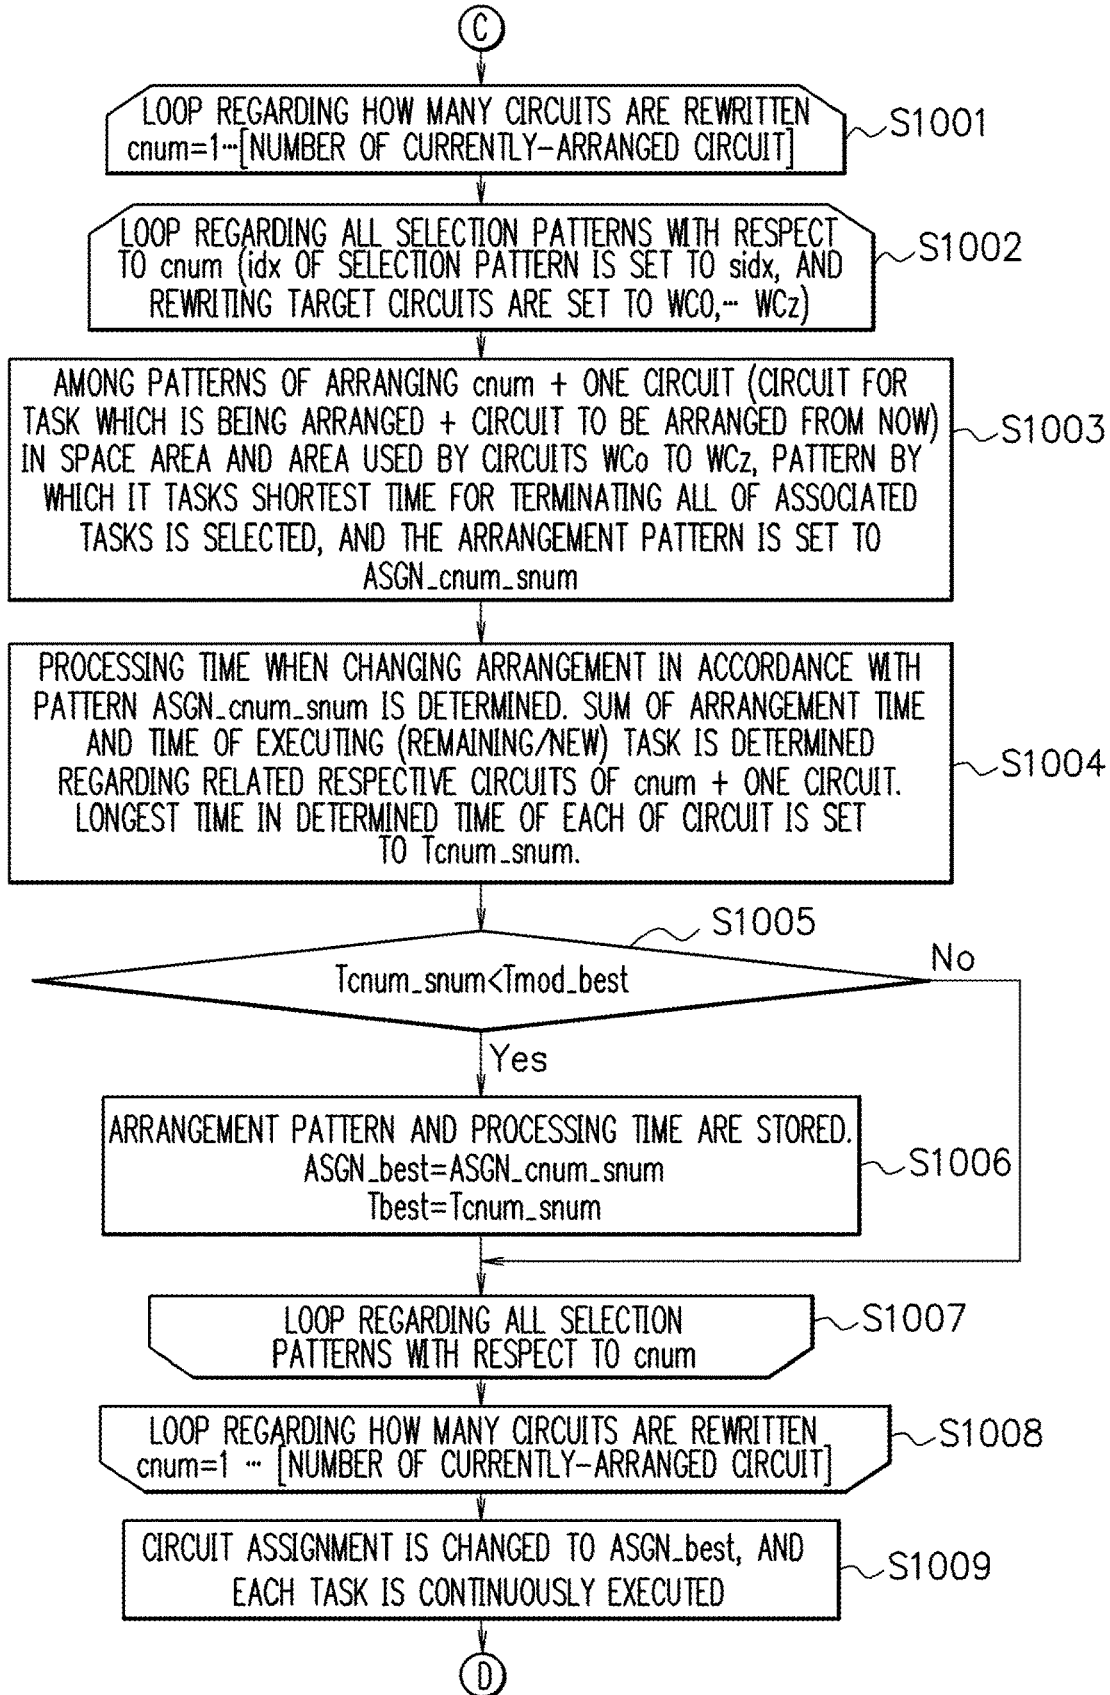 C
LOOP REGARDING HOW MANY CIRCUITS ARE REWRITTEN
cnum=1···[NUMBER OF CURRENTLY-ARRANGED CIRCUIT]
S1001
LOOP REGARDING ALL SELECTION PATTERNS WITH RESPECT
TO cnum (idx OF SELECTION PATTERN IS SET TO sidx, AND
REWRITING TARGET CIRCUITS ARE SET TO WC0,··· WCz)
S1002
AMONG PATTERNS OF ARRANGING cnum + ONE CIRCUIT (CIRCUIT FOR
TASK WHICH IS BEING ARRANGED + CIRCUIT TO BE ARRANGED FROM NOW)
IN SPACE AREA AND AREA USED BY CIRCUITS WCo TO WCz, PATTERN BY
WHICH IT TASKS SHORTEST TIME FOR TERMINATING ALL OF ASSOCIATED
TASKS IS SELECTED, AND THE ARRANGEMENT PATTERN IS SET TO
ASGN_cnum_snum
S1003
PROCESSING TIME WHEN CHANGING ARRANGEMENT IN ACCORDANCE WITH
PATTERN ASGN_cnum_snum IS DETERMINED. SUM OF ARRANGEMENT TIME
AND TIME OF EXECUTING (REMAINING/NEW) TASK IS DETERMINED
REGARDING RELATED RESPECTIVE CIRCUITS OF cnum + ONE CIRCUIT.
LONGEST TIME IN DETERMINED TIME OF EACH OF CIRCUIT IS SET
TO Tcnum_snum.
S1004
S1005
Tcnum_snum<Tmod_best
No
Yes
ARRANGEMENT PATTERN AND PROCESSING TIME ARE STORED.
ASGN_best=ASGN_cnum_snum
Tbest=Tcnum_snum
S1006
LOOP REGARDING ALL SELECTION
PATTERNS WITH RESPECT TO cnum
S1007
LOOP REGARDING HOW MANY CIRCUITS ARE REWRITTEN
cnum=1 ··· [NUMBER OF CURRENTLY-ARRANGED CIRCUIT]
S1008
CIRCUIT ASSIGNMENT IS CHANGED TO ASGN_best, AND
EACH TASK IS CONTINUOUSLY EXECUTED
S1009
D